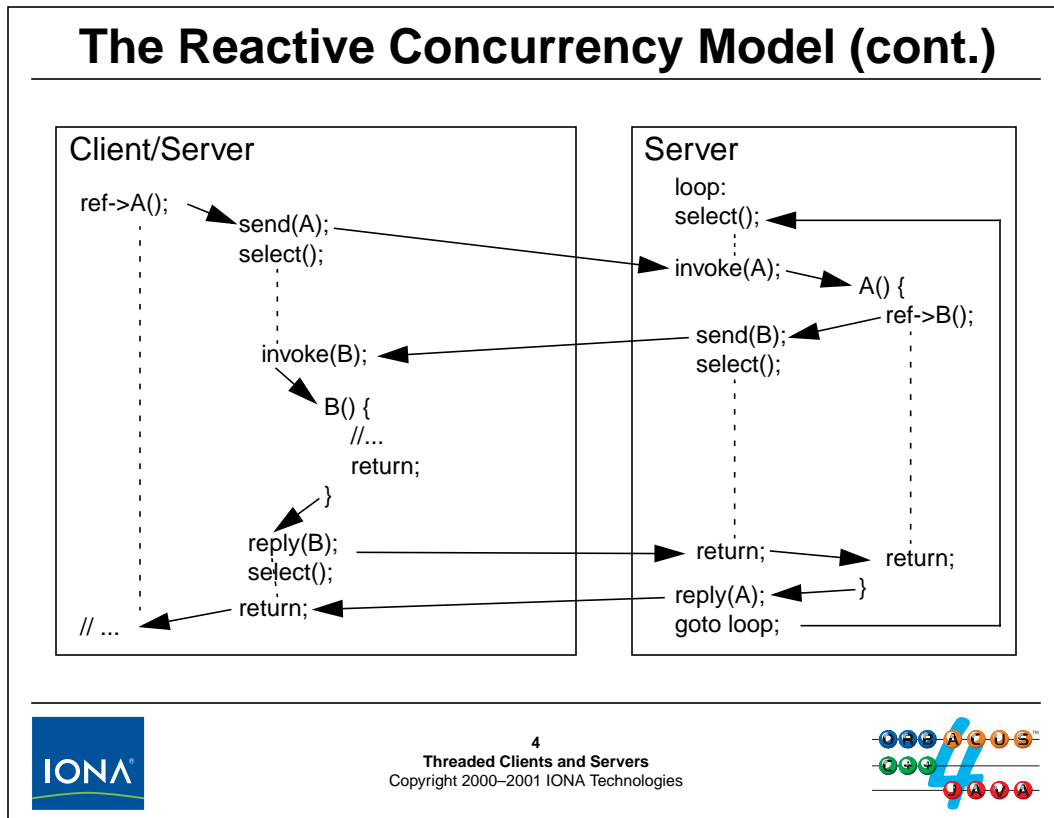 The Reactive Concurrency Model (cont.)
Client/Server
ref->A();
send(A);
select();
invoke(B);
B() {
//...
return;
}
reply(B);
select();
return;
// ...
Server
loop:
select();
invoke(A);
A() {
ref->B();
send(B);
select();
return;
return;
}
reply(A);
goto loop;
IONA®
4
Threaded Clients and Servers
Copyright 2000–2001 IONA Technologies
ORBACUS™
C++
4
JAVA